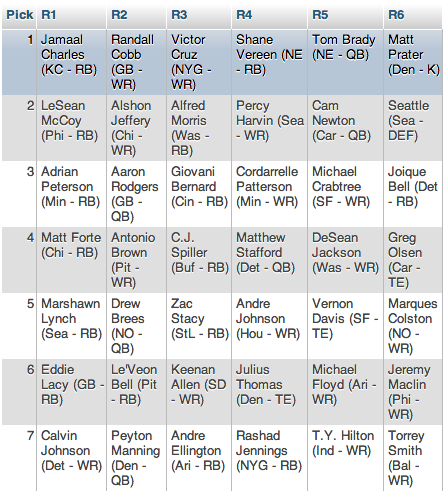 Pick R1 R2 R3 R4 R5 R6
1 Jamaal Randall Victor Shane Tom Brady Matt
Charles Cobb Cruz Vereen (NE (NE - QB) Prater
(KC - RB) (GB - (NYG - - RB) (Den - K)
WR) WR)
2 LeSean Alshon Alfred Percy Cam Seattle
McCoy Jeffery Morris Harvin (Sea Newton (Sea -
(Phi - RB) (Chi - (Was - - WR) (Car - QB) DEF)
WR) RB)
3 Adrian Aaron Giovani Cordarrelle Michael Joique
Peterson Rodgers Bernard Patterson Crabtree Bell (Det
(Min - RB) (GB - (Cin - RB) (Min - WR) (SF - WR) - RB)
QB)
4 Matt Forte Antonio C.J. Matthew DeSean Greg
(Chi - RB) Brown Spiller Stafford Jackson Olsen
(Pit - (Buf - RB) (Det - QB) (Was - WR) (Car -
WR) TE)
5 Marshawn Drew Zac Andre Vernon Marques
Lynch Brees Stacy Johnson Davis (SF - Colston
(Sea - RB) (NO - (StL - RB) (Hou - WR) TE) (NO -
QB) WR)
6 Eddie Le'Veon Keenan Julius Michael Jeremy
Lacy (GB - Bell (Pit Allen (SD Thomas Floyd (Ari - Maclin
RB) - RB) - WR) (Den - TE) WR) (Phi -
WR)
7 Calvin Peyton Andre Rashad T.Y. Hilton Torrey
Johnson Manning Ellington Jennings (Ind - WR) Smith
(Det - WR) (Den - (Ari - RB) (NYG - RB) (Bal -
QB) WR)